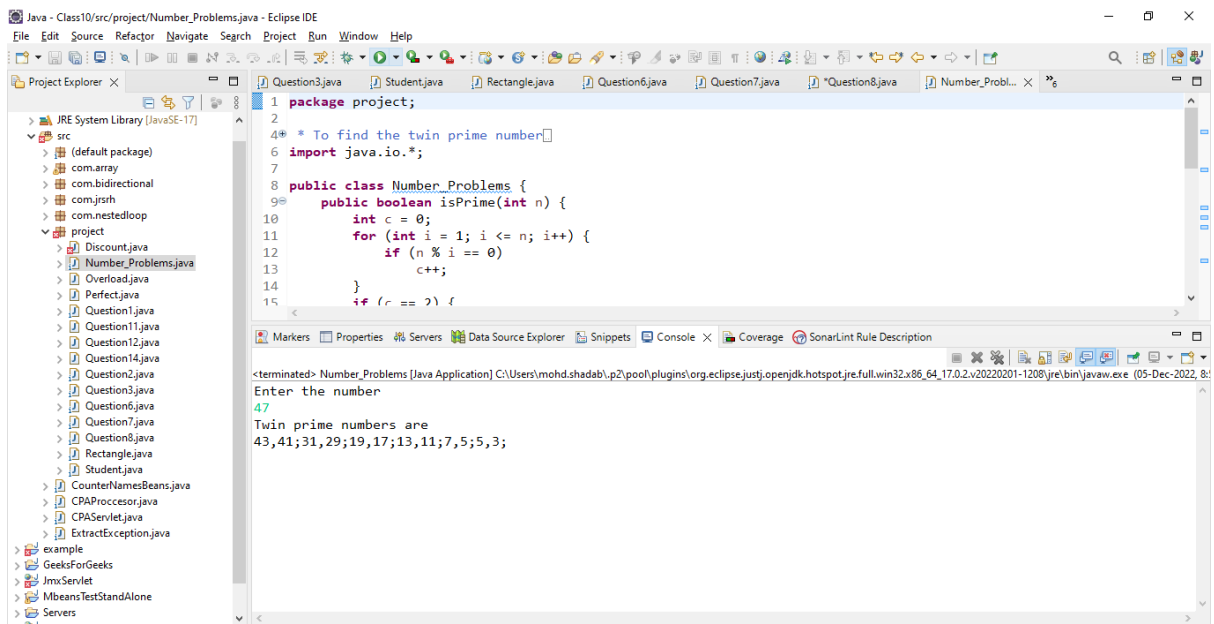 Java - Class10/src/project/Number_Problems.java - Eclipse IDE
File Edit Source Refactor Navigate Search Project Run Window Help
Project Explorer
JRE System Library [JavaSE-17]
src
(default package)
com.array
com.bidirectional
com.jrsrh
com.nestedloop
project
Discount.java
Number_Problems.java
Overload.java
Perfect.java
Question1.java
Question11.java
Question12.java
Question14.java
Question2.java
Question3.java
Question6.java
Question7.java
Question8.java
Rectangle.java
Student.java
CounterNamesBeans.java
CPAProccesor.java
CPAServlet.java
ExtractException.java
example
GeeksForGeeks
JmxServlet
MbeansTestStandAlone
Servers
Question3.java Student.java Rectangle.java Question6.java Question7.java *Question8.java Number_Probl... »6
1 package project;
2
4 * To find the twin prime number
6 import java.io.*;
7
8 public class Number_Problems {
9 public boolean isPrime(int n) {
10 int c = 0;
11 for (int i = 1; i <= n; i++) {
12 if (n % i == 0)
13 c++;
14 }
15 if (c == 2) {
Markers Properties Servers Data Source Explorer Snippets Console Coverage SonarLint Rule Description
<terminated> Number_Problems [Java Application] C:\Users\mohd.shadab\.p2\pool\plugins\org.eclipse.justj.openjdk.hotspot.jre.full.win32.x86_64_17.0.2.v20220201-1208\jre\bin\javaw.exe (05-Dec-2022, 8:
Enter the number
47
Twin prime numbers are
43,41;31,29;19,17;13,11;7,5;5,3;